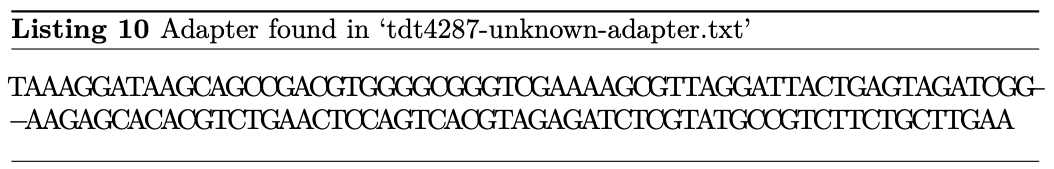 Listing 10 Adapter found in ‘tdt4287-unknown-adapter.txt’
TAAAGGATAAGCAGCCGACGTGGGGCGGGTCGAAAAGCGTTAGGATTACTGAGTAGATCGG–
–AAGAGCACACGTCTGAACTCCAGTCACGTAGAGATCTCGTATGCCGTCTTCTGCTTGAA